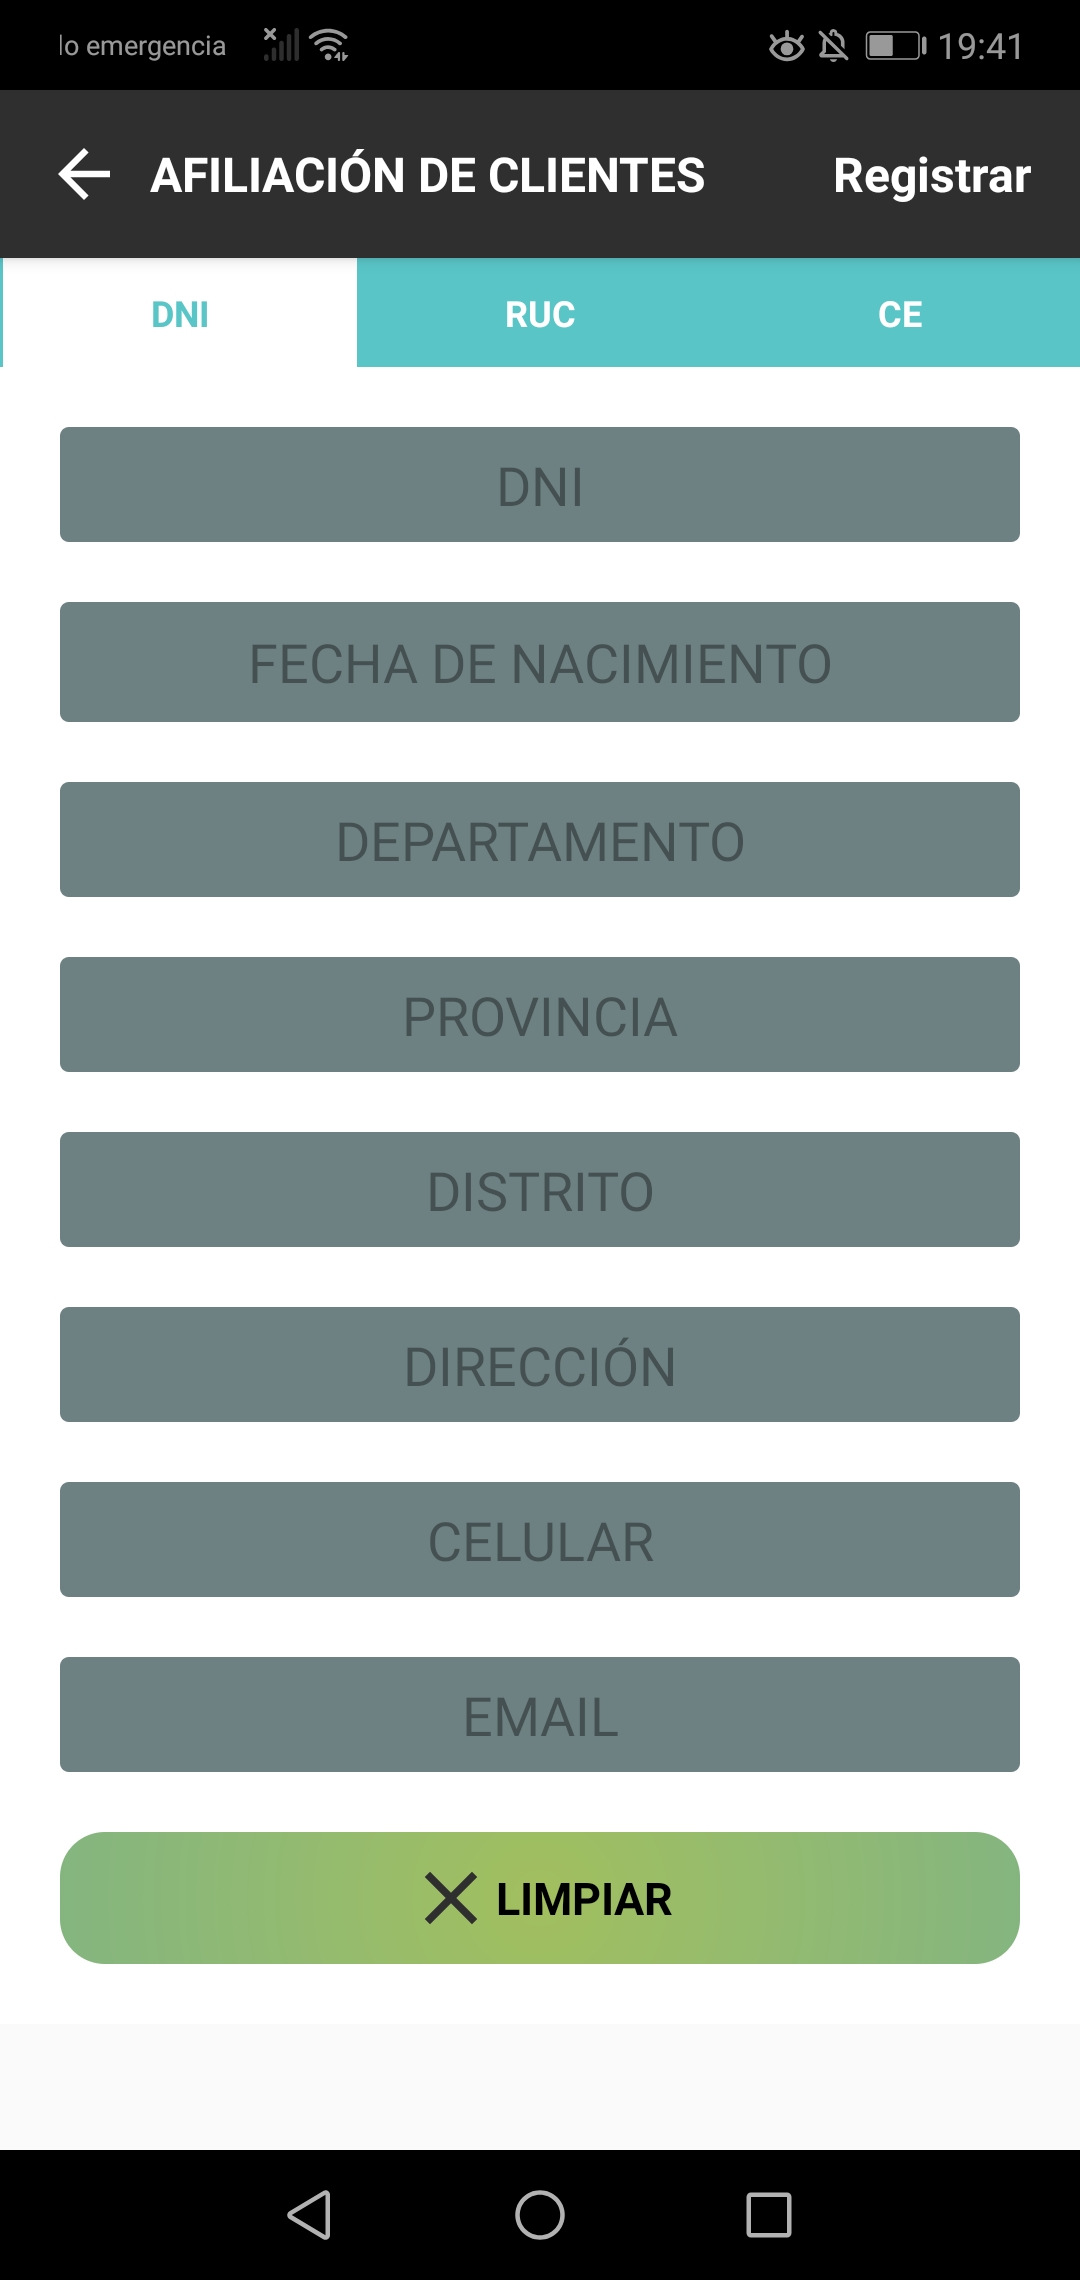 lo emergencia 19:41
AFILIACIÓN DE CLIENTES Registrar
DNI RUC CE
DNI
FECHA DE NACIMIENTO
DEPARTAMENTO
PROVINCIA
DISTRITO
DIRECCIÓN
CELULAR
EMAIL
LIMPIAR